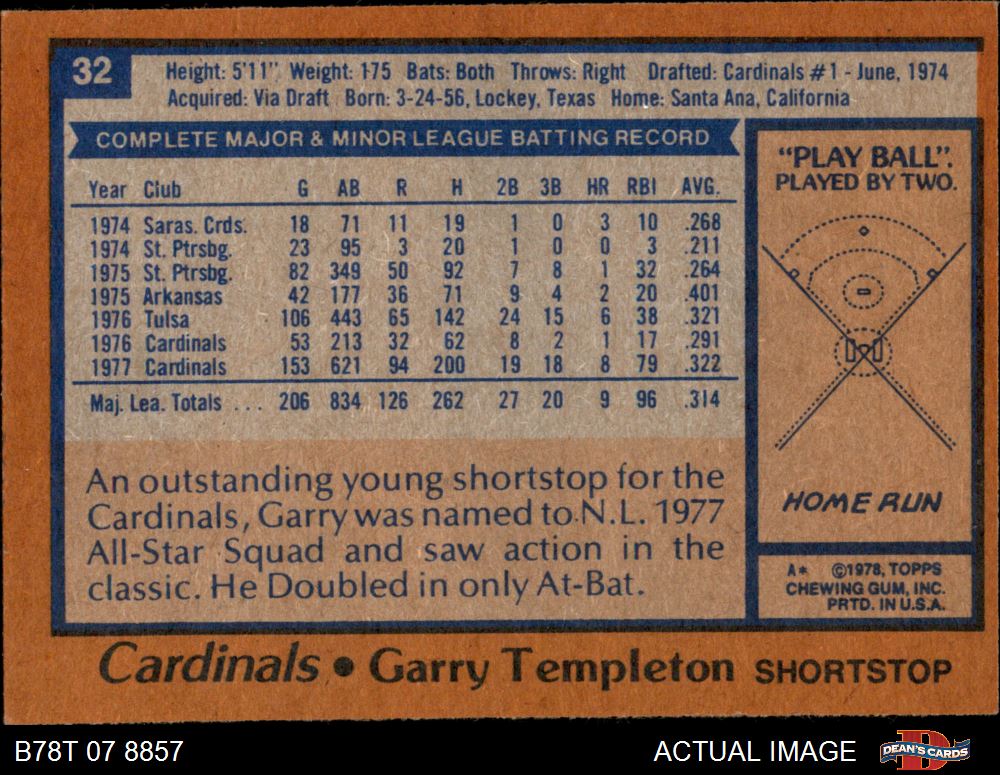 32
Height: 5'11" Weight: 175 Bats: Both Throws: Right Drafted: Cardinals #1 - June, 1974
Acquired: Via Draft Born: 3-24-56, Lockey, Texas Home: Santa Ana, California
COMPLETE MAJOR & MINOR LEAGUE BATTING RECORD
Year Club G AB R H 2B 3B HR RBI AVG.
1974 Saras. Crds. 18 71 11 19 1 0 3 10 .268
1974 St. Ptrsbg. 23 95 3 20 1 0 0 3 .211
1975 St. Ptrsbg. 82 349 50 92 7 8 1 32 .264
1975 Arkansas 42 177 36 71 9 4 2 20 .401
1976 Tulsa 106 443 65 142 24 15 6 38 .321
1976 Cardinals 53 213 32 62 8 2 1 17 .291
1977 Cardinals 153 621 94 200 19 18 8 79 .322
Maj. Lea. Totals ... 206 834 126 262 27 20 9 96 .314
An outstanding young shortstop for the
Cardinals, Garry was named to N.L. 1977
All-Star Squad and saw action in the
classic. He Doubled in only At-Bat.
"PLAY BALL".
PLAYED BY TWO.
HOME RUN
A* ©1978, TOPPS
CHEWING GUM, INC.
PRTD. IN U.S.A.
Cardinals • Garry Templeton SHORTSTOP
B78T 07 8857
ACTUAL IMAGE
D
DEAN'S CARDS